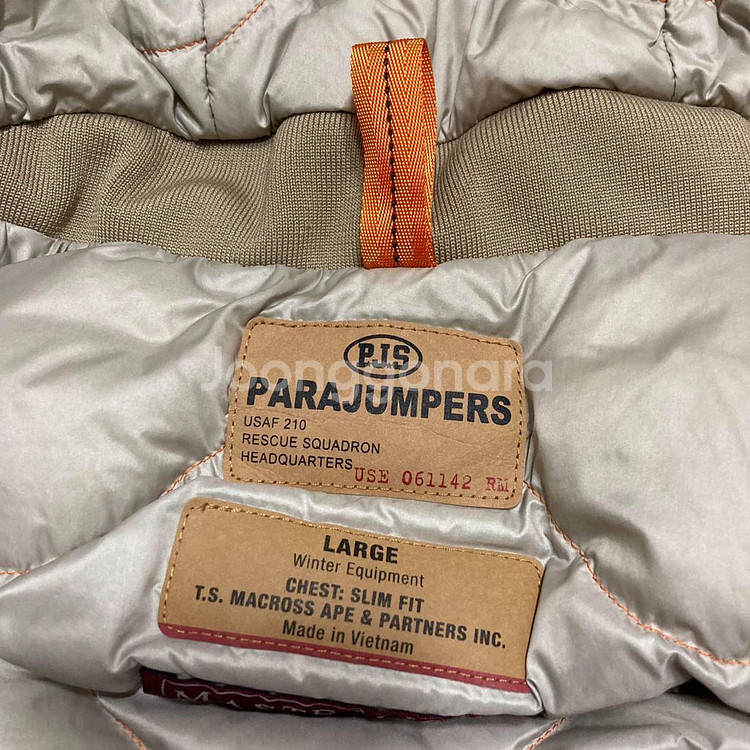 P.J.S
Joonggonara
PARAJUMPERS
USAF 210
RESCUE SQUADRON
HEADQUARTERS
USE 061142 RM
LARGE
Winter Equipment
CHEST: SLIM FIT
T.S. MACROSS APE & PARTNERS INC.
Made in Vietnam